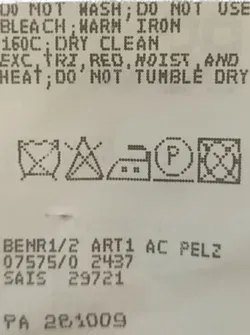 DO NOT WASH;DO NOT USE
BLEACH;WARM IRON
160C;DRY CLEAN
EXC,TRI,RED,MOIST,AND
HEAT;DO NOT TUMBLE DRY
P
BENR1/2 ART1 AC PELZ
07575/0 2437
SAIS 29721
PA 281009